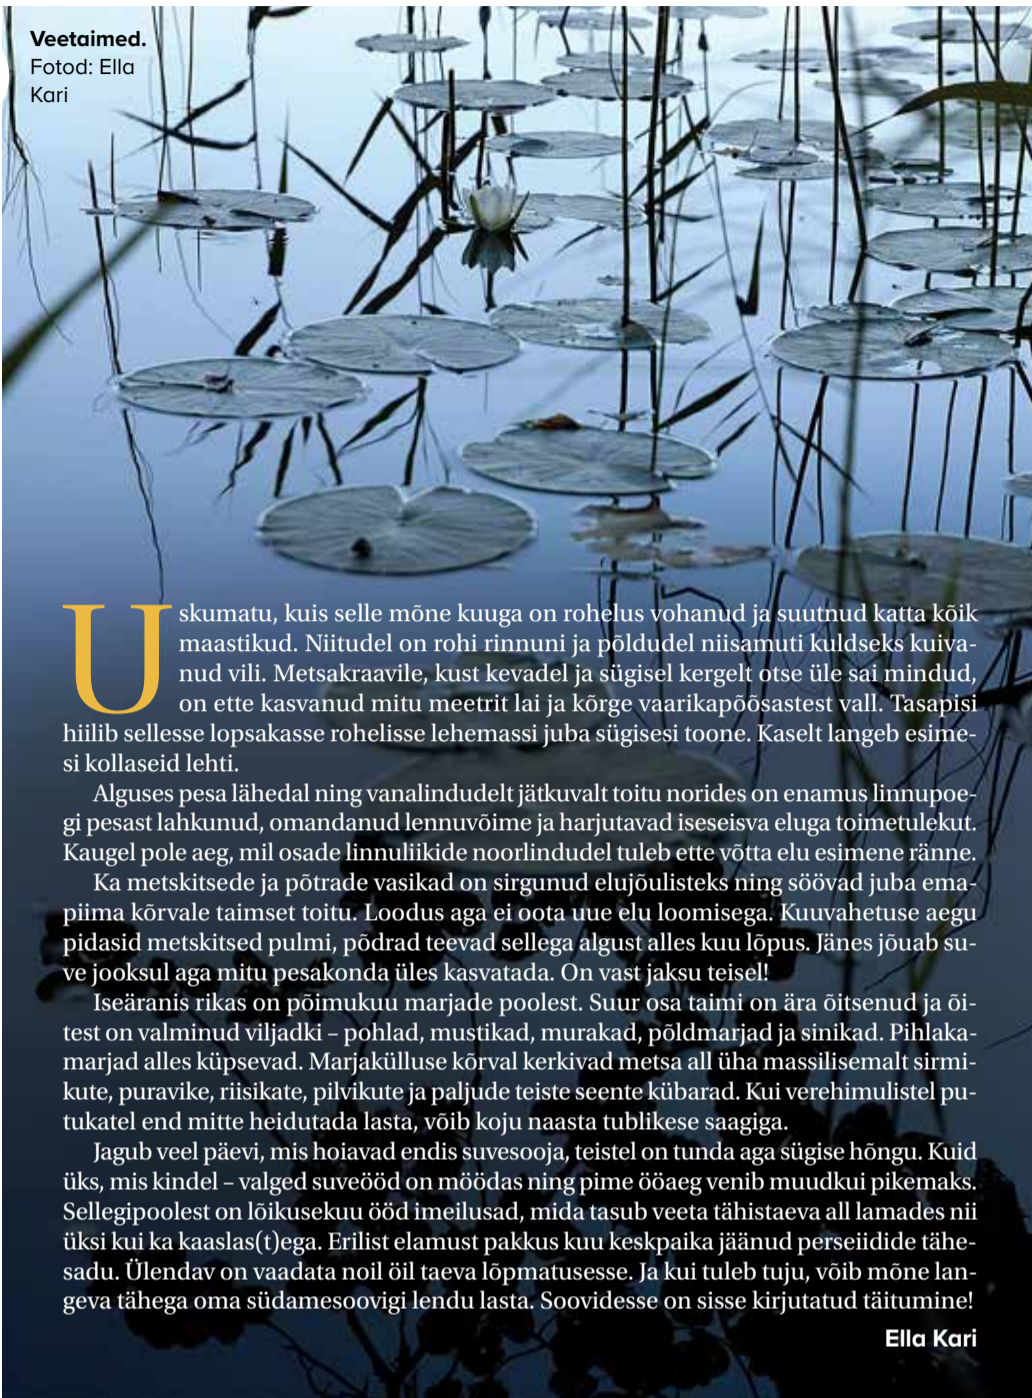 Veetaimed.
Fotod: Ella
Kari
Uskumatu, kuis selle mõne kuuga on rohelus vohanud ja suutnud katta kõik
maastikud. Niitudel on rohi rinnuni ja põldudel niisamuti kuldseks kuiva-
nud vili. Metsakraavile, kust kevadel ja sügisel kergelt otse üle sai mindud,
on ette kasvanud mitu meetrit lai ja kõrge vaarikapõõsastest vall. Tasapisi
hiilib sellesse lopsakasse rohelisse lehemassi juba sügisesi toone. Kaselt langeb esime-
si kollaseid lehti.
Alguses pesa lähedal ning vanalindudelt jätkuvalt toitu norides on enamus linnupoe-
gi pesast lahkunud, omandanud lennuvõime ja harjutavad iseseisva eluga toimetulekut.
Kaugel pole aeg, mil osade linnuliikide noorlindudel tuleb ette võtta elu esimene ränne.
Ka metskitsede ja põtrade vasikad on sirgunud elujõulisteks ning söövad juba ema-
piima kõrvale taimset toitu. Loodus aga ei oota uue elu loomisega. Kuuvahetuse aegu
pidasid metskitsed pulmi, põdrad teevad sellega algust alles kuu lõpus. Jänes jõuab su-
ve jooksul aga mitu pesakonda üles kasvatada. On vast jaksu teisel!
Iseäranis rikas on põimukuu marjade poolest. Suur osa taimi on ära õitsenud ja õi-
test on valminud viljadki – pohlad, mustikad, murakad, põldmarjad ja sinikad. Pihlaka-
marjad alles küpsevad. Marjakülluse kõrval kerkivad metsa all üha massilisemalt sirmi-
kute, puravike, riisikate, pilvikute ja paljude teiste seente kübarad. Kui verehimulistel pu-
tukatel end mitte heidutada lasta, võib koju naasta tublikese saagiga.
Jagub veel päevi, mis hoiavad endis suvesooja, teistel on tunda aga sügise hõngu. Kuid
üks, mis kindel – valged suveööd on möödas ning pime ööaeg venib muudkui pikemaks.
Sellegipoolest on lõikusekuu ööd imeilusad, mida tasub veeta tähistaeva all lamades nii
üksi kui ka kaaslas(t)ega. Erilist elamust pakkus kuu keskpaika jäänud perseiidide tähe-
sadu. Ülendav on vaadata noil öil taeva lõpmatusesse. Ja kui tuleb tuju, võib mõne lan-
geva tähega oma südamesoovigi lendu lasta. Soovidesse on sisse kirjutatud täitumine!
Ella Kari